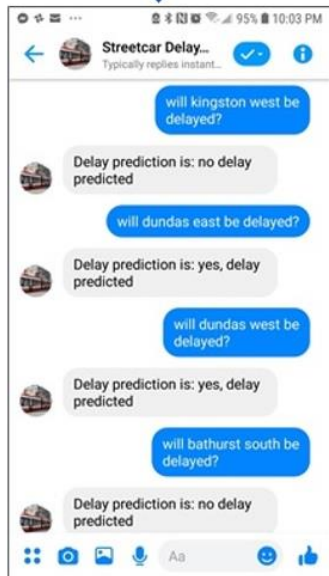 95% 10:03 PM
Streetcar Delay...
Typically replies instant...
will kingston west be
delayed?
Delay prediction is: no delay
predicted
will dundas east be delayed?
Delay prediction is: yes, delay
predicted
will dundas west be
delayed?
Delay prediction is: yes, delay
predicted
will bathurst south be
delayed?
Delay prediction is: no delay
predicted
Aa